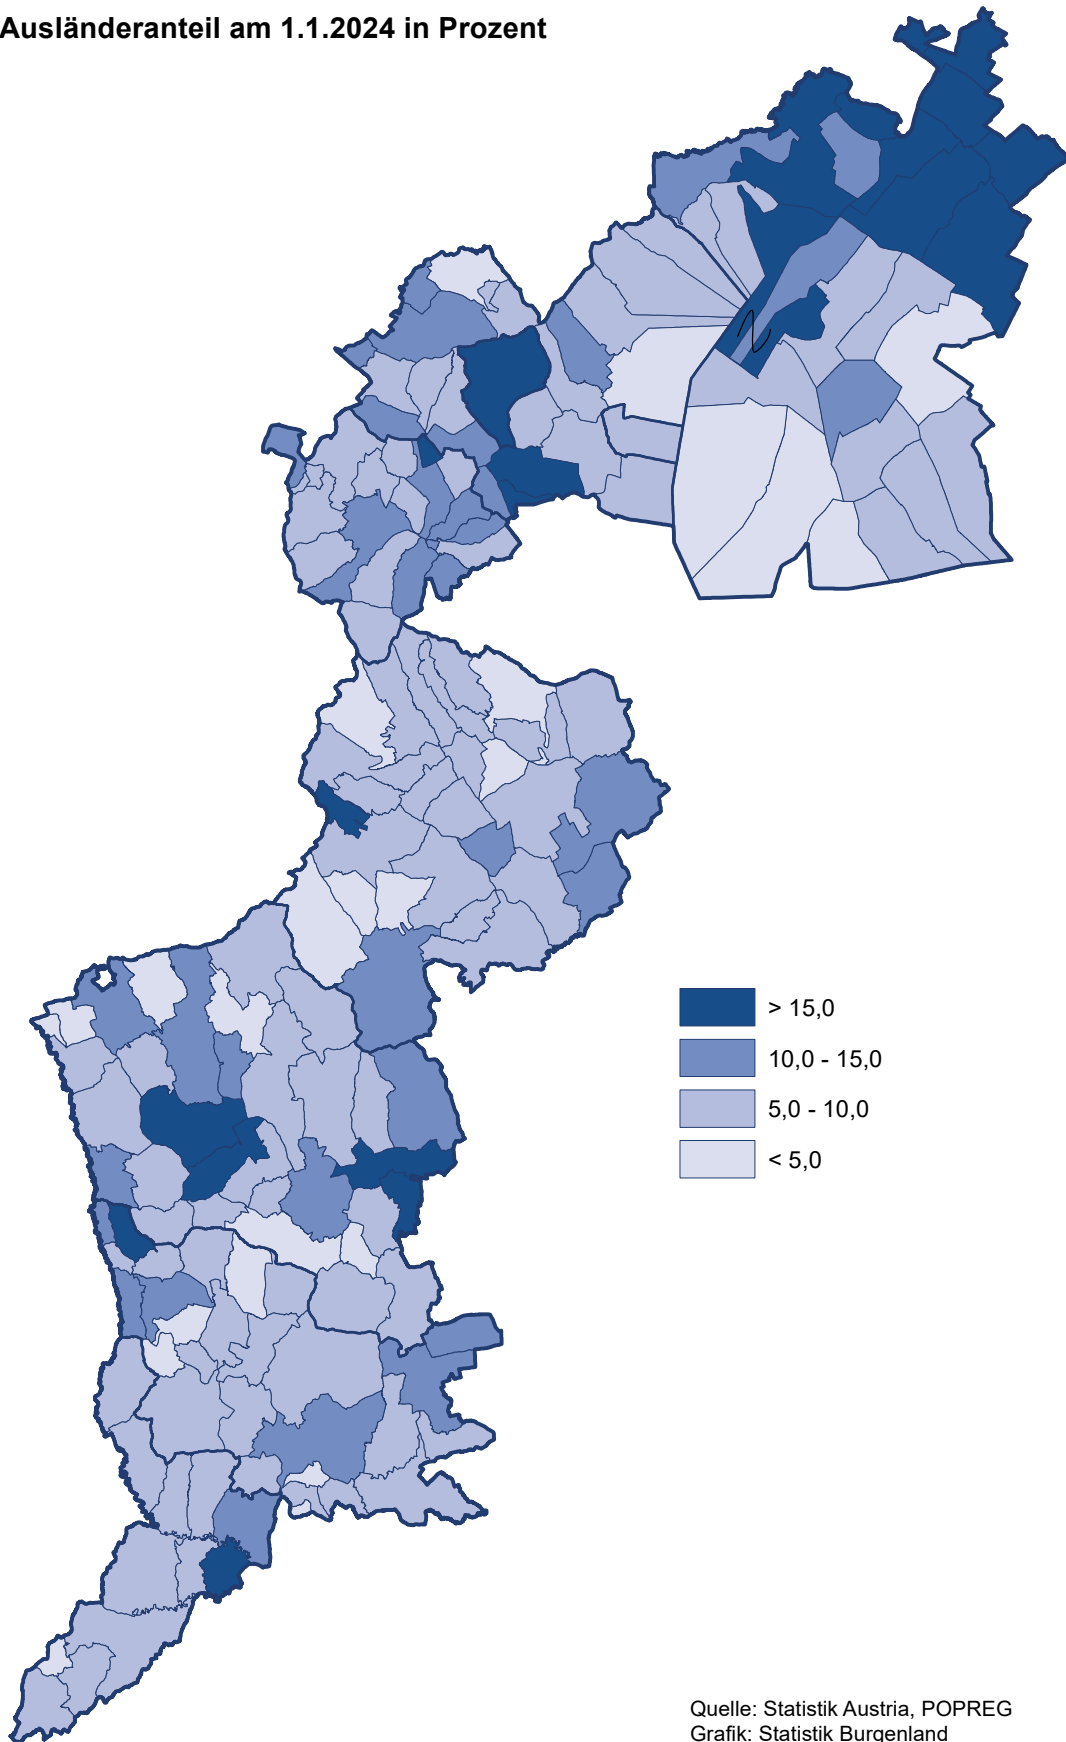 Ausländeranteil am 1.1.2024 in Prozent
> 15,0
10,0 - 15,0
5,0 - 10,0
< 5,0
Quelle: Statistik Austria, POPREG
Grafik: Statistik Burgenland